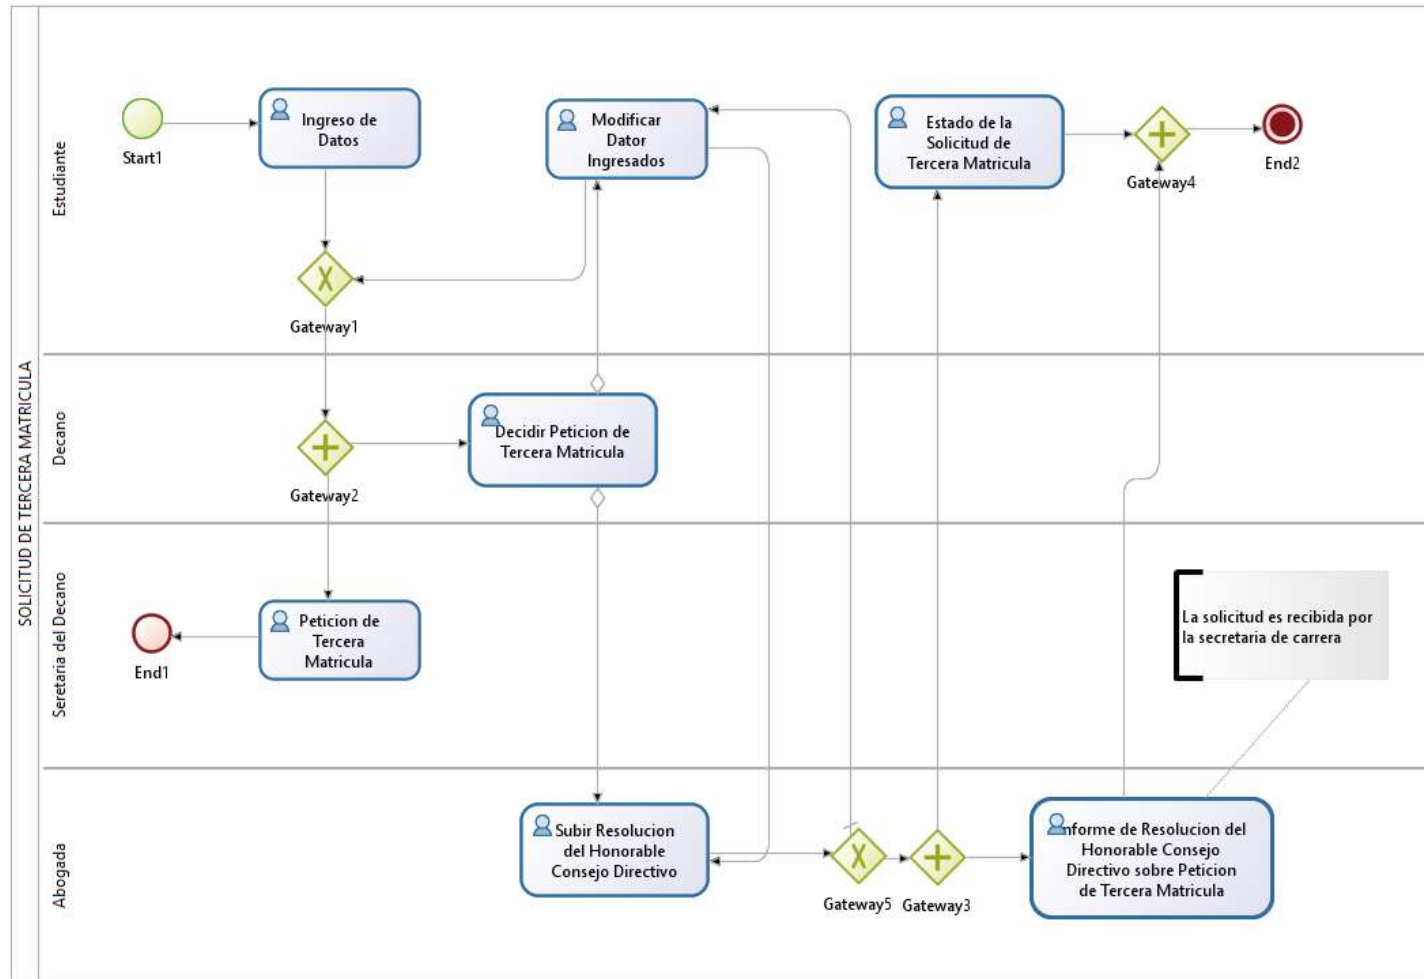 SOLICITUD DE TERCERA MATRICULA
Estudiante
Start1
Ingreso de
Datos
Modificar
Dator
Ingresados
Estado de la
Solicitud de
Tercera Matricula
Gateway4
End2
Gateway1
Decano
Gateway2
Decidir Peticion de
Tercera Matricula
Seretaria del Decano
End1
Peticion de
Tercera
Matricula
La solicitud es recibida por
la secretaria de carrera
Abogada
Subir Resolucion
del Honorable
Consejo Directivo
Gateway5
Gateway3
Informe de Resolucion del
Honorable Consejo
Directivo sobre Peticion
de Tercera Matricula